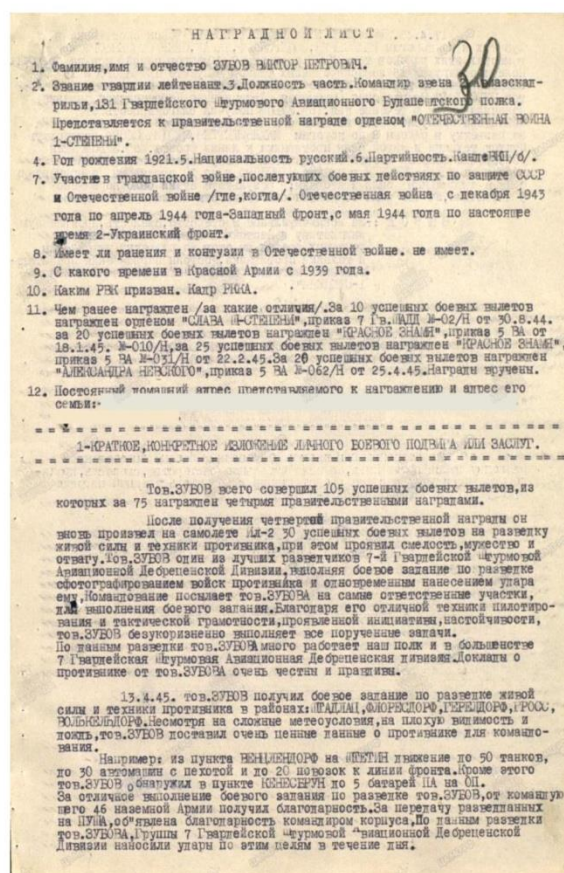 НАГРАДНОЙ ЛИСТ
30
1. Фамилия,имя и отчество ЗУБОВ ВИКТОР ПЕТРОВИЧ.
2. Звание гвардии лейтенант.3.Должность часть.Командир звена 2 Авиаэскад-
рильи,131 Гвардейского Штурмового Авиационного Будапештского полка.
Представляется к правительственной награде орденом "ОТЕЧЕСТВЕННАЯ ВОЙНА
1-СТЕПЕНИ".
4. Год рождения 1921.5.Национальность русский.6.Партийность.Канд.ВКП/б/.
7. Участие в гражданской войне,последующих боевых действиях по защите СССР
и Отечественной войне /где,когда/. Отечественная война с декабря 1943
года по апрель 1944 года-Западный фронт,с мая 1944 года по настоящее
время 2-Украинский фронт.
8. Имеет ли ранения и контузии в Отечественной войне. не имеет.
9. С какого времени в Красной Армии с 1939 года.
10. Каким РВК призван. Кадр РККА.
11. Чем ранее награжден /за какие отличия/.За 10 успешных боевых вылетов
награжден орденом "СЛАВА Ш-СТЕПЕНИ",приказ 7 Гв.ШАДД №-02/Н от 30.8.44.
за 20 успешных боевых вылетов награжден "КРАСНОЕ ЗНАМЯ",приказ 5 ВА от
18.1.45. №-010/Н,за 25 успешных боевых вылетов награжден "КРАСНОЕ ЗНАМЯ",
приказ 5 ВА №-031/Н от 22.2.45.За 20 успешных боевых вылетов награжден
"АЛЕКСАНДРА НЕВСКОГО",приказ 5 ВА №-062/Н от 25.4.45.Награды вручены.
12. Постоянный домашний адрес представляемого к награждению и адрес его
семьи:-
1-КРАТКОЕ,КОНКРЕТНОЕ ИЗЛОЖЕНИЕ ЛИЧНОГО БОЕВОГО ПОДВИГА ИЛИ ЗАСЛУГ.
Тов.ЗУБОВ всего совершил 105 успешных боевых вылетов,из
которых за 75 награжден четырмя правительственными наградами.
После получения четвертой правительственной награды он
вновь произвел на самолете Ил-2 30 успешных боевых вылетов на разведку
живой силы и техники противника,при этом проявил смелость,мужество и
отвагу.Тов.ЗУБОВ один из лучших разведчиков 7-й Гвардейской Штурмовой
Авиационной Дебреценской Дивизии.Выполняя боевое задание по разведке
сфотографированием войск противника и одновременным нанесением удара
ему,Командование посылает тов.ЗУБОВА на самые ответственные участки,
для выполнения боевого задания.Благодаря его отличной техники пилотиро-
вания и тактической грамотности,проявленной инициативы,настойчивости,
тов.ЗУБОВ безукоризненно выполняет все порученные задачи.
По данным разведки тов.ЗУБОВА много работает наш полк и в большенстве
7 Гвардейская Штурмовая Авиационная Дебреценская дивизия.Доклады о
противнике от тов.ЗУБОВА очень честны и правдивы.
13.4.45. тов.ЗУБОВ получил боевое задание по разведке живой
силы и техники противника в районах: ШТАДЛАЦ,ФЛОРЕСДОРФ,ГЕРЕЛДОРФ,ГРОСС,
ВОЛЬКЕЛЬДОРФ.Несмотря на сложные метеоусловия,на плохую видимость и
дождь,тов.ЗУБОВ доставил очень ценные данные о противнике для командо-
вания.
Например: из пункта ВЕНЦЛЕНДОРФ на ШТЕТИН движение до 50 танков,
до 30 автомашин с пехотой и до 20 повозок к линии фронта.Кроме этого
тов.ЗУБОВ обнаружил в пункте КЕНЕСБРУН до 5 батарей ПА на ОП.
За отличное выполнение боевого задания по разведке тов.ЗУБОВ,от командую
щего 46 наземной Армии получил благодарность.За передачу разведданных
на ПУША,об"явлена благодарность командиром корпуса.По данным разведки
тов.ЗУБОВА,Группы 7 Гвардейской Штурмовой Авиационной Дебреценской
Дивизии наносили удары по этим целям в течение дня.